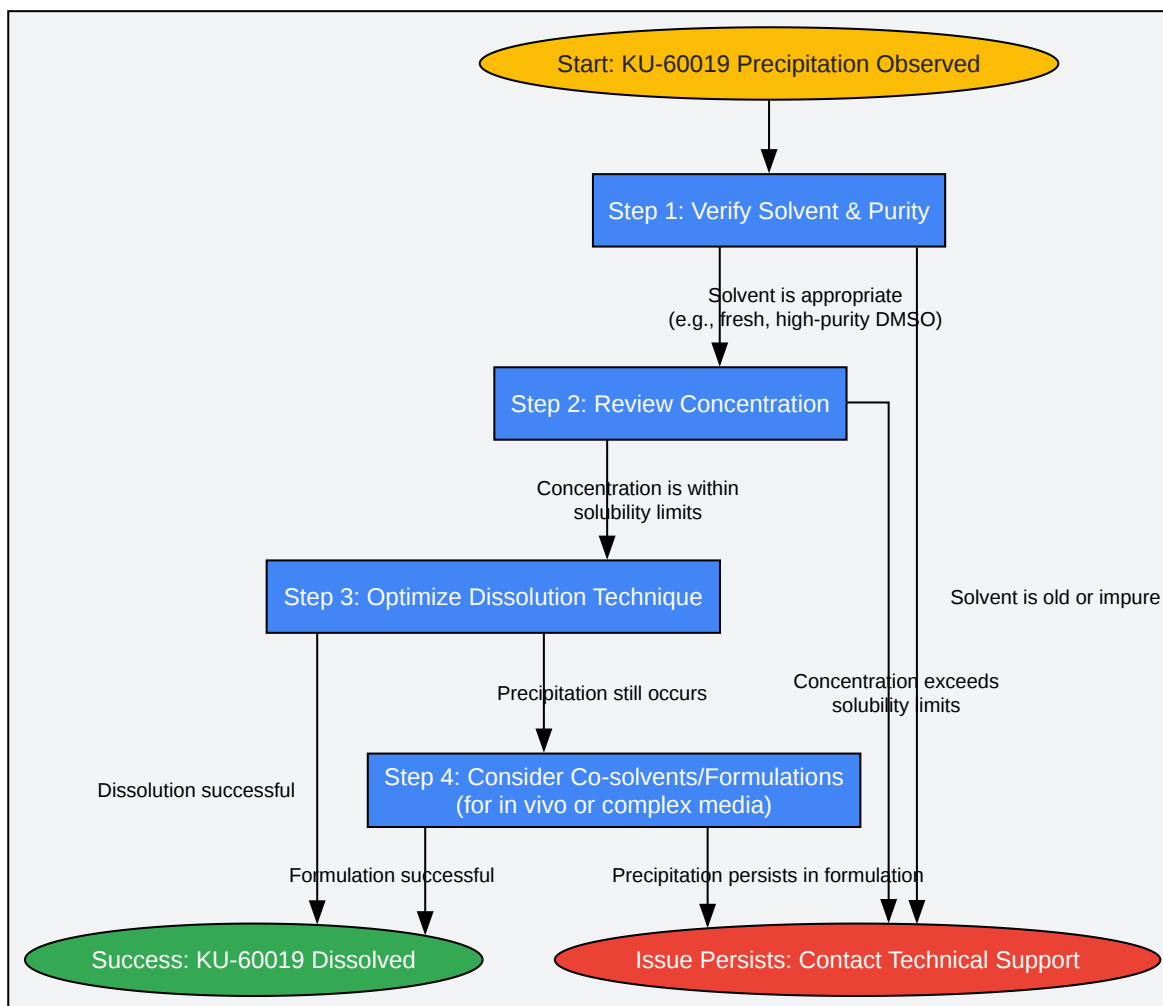 Start: KU-60019 Precipitation Observed
Step 1: Verify Solvent & Purity
Solvent is appropriate
(e.g., fresh, high-purity DMSO)
Step 2: Review Concentration
Concentration is within
solubility limits
Step 3: Optimize Dissolution Technique
Solvent is old or impure
Precipitation still occurs
Concentration exceeds
solubility limits
Step 4: Consider Co-solvents/Formulations
(for in vivo or complex media)
Dissolution successful
Formulation successful
Precipitation persists in formulation
Success: KU-60019 Dissolved
Issue Persists: Contact Technical Support